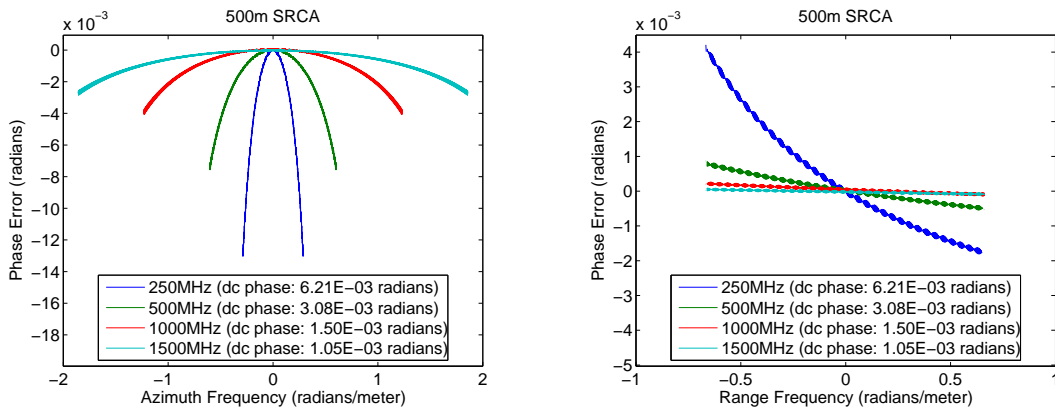 500m SRCA
x 10⁻³
0
−2
−4
−6
−8
−10
−12
−14
−16
−18
−2
−1
0
1
2
Phase Error (radians)
Azimuth Frequency (radians/meter)
250MHz (dc phase: 6.21E−03 radians)
500MHz (dc phase: 3.08E−03 radians)
1000MHz (dc phase: 1.50E−03 radians)
1500MHz (dc phase: 1.05E−03 radians)
500m SRCA
x 10⁻³
4
3
2
1
0
−1
−2
−3
−4
−5
−1
−0.5
0
0.5
1
Phase Error (radians)
Range Frequency (radians/meter)
250MHz (dc phase: 6.21E−03 radians)
500MHz (dc phase: 3.08E−03 radians)
1000MHz (dc phase: 1.50E−03 radians)
1500MHz (dc phase: 1.05E−03 radians)